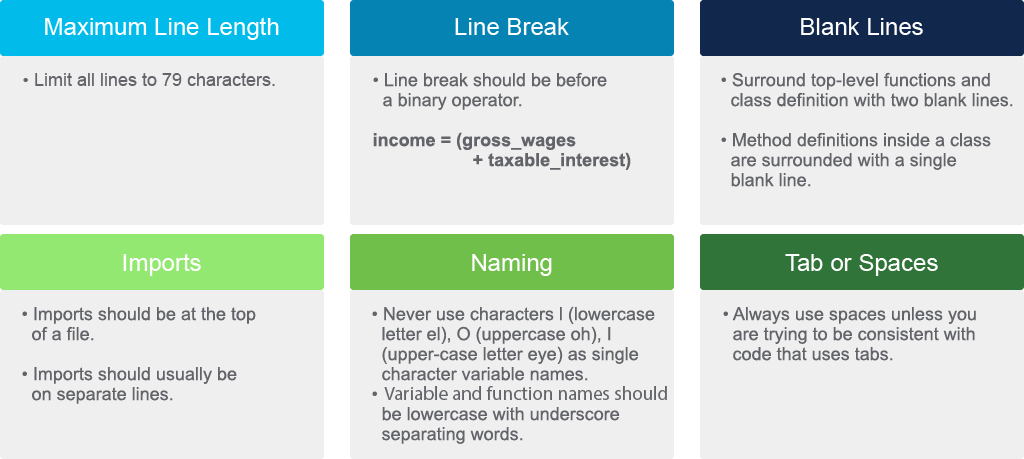 Maximum Line Length
• Limit all lines to 79 characters.
Line Break
• Line break should be before
a binary operator.
income = (gross_wages
+ taxable_interest)
Blank Lines
• Surround top-level functions and
class definition with two blank lines.
• Method definitions inside a class
are surrounded with a single
blank line.
Imports
• Imports should be at the top
of a file.
• Imports should usually be
on separate lines.
Naming
• Never use characters l (lowercase
letter el), O (uppercase oh), I
(upper-case letter eye) as single
character variable names.
• Variable and function names should
be lowercase with underscore
separating words.
Tab or Spaces
• Always use spaces unless you
are trying to be consistent with
code that uses tabs.